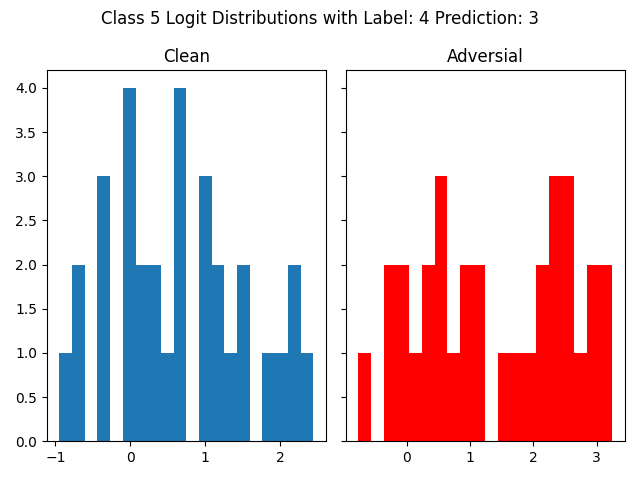 Class 5 Logit Distributions with Label: 4 Prediction: 3
Clean
Adversial
4.0
3.5
3.0
2.5
2.0
1.5
1.0
0.5
0.0
−1 0 1 2
0 1 2 3